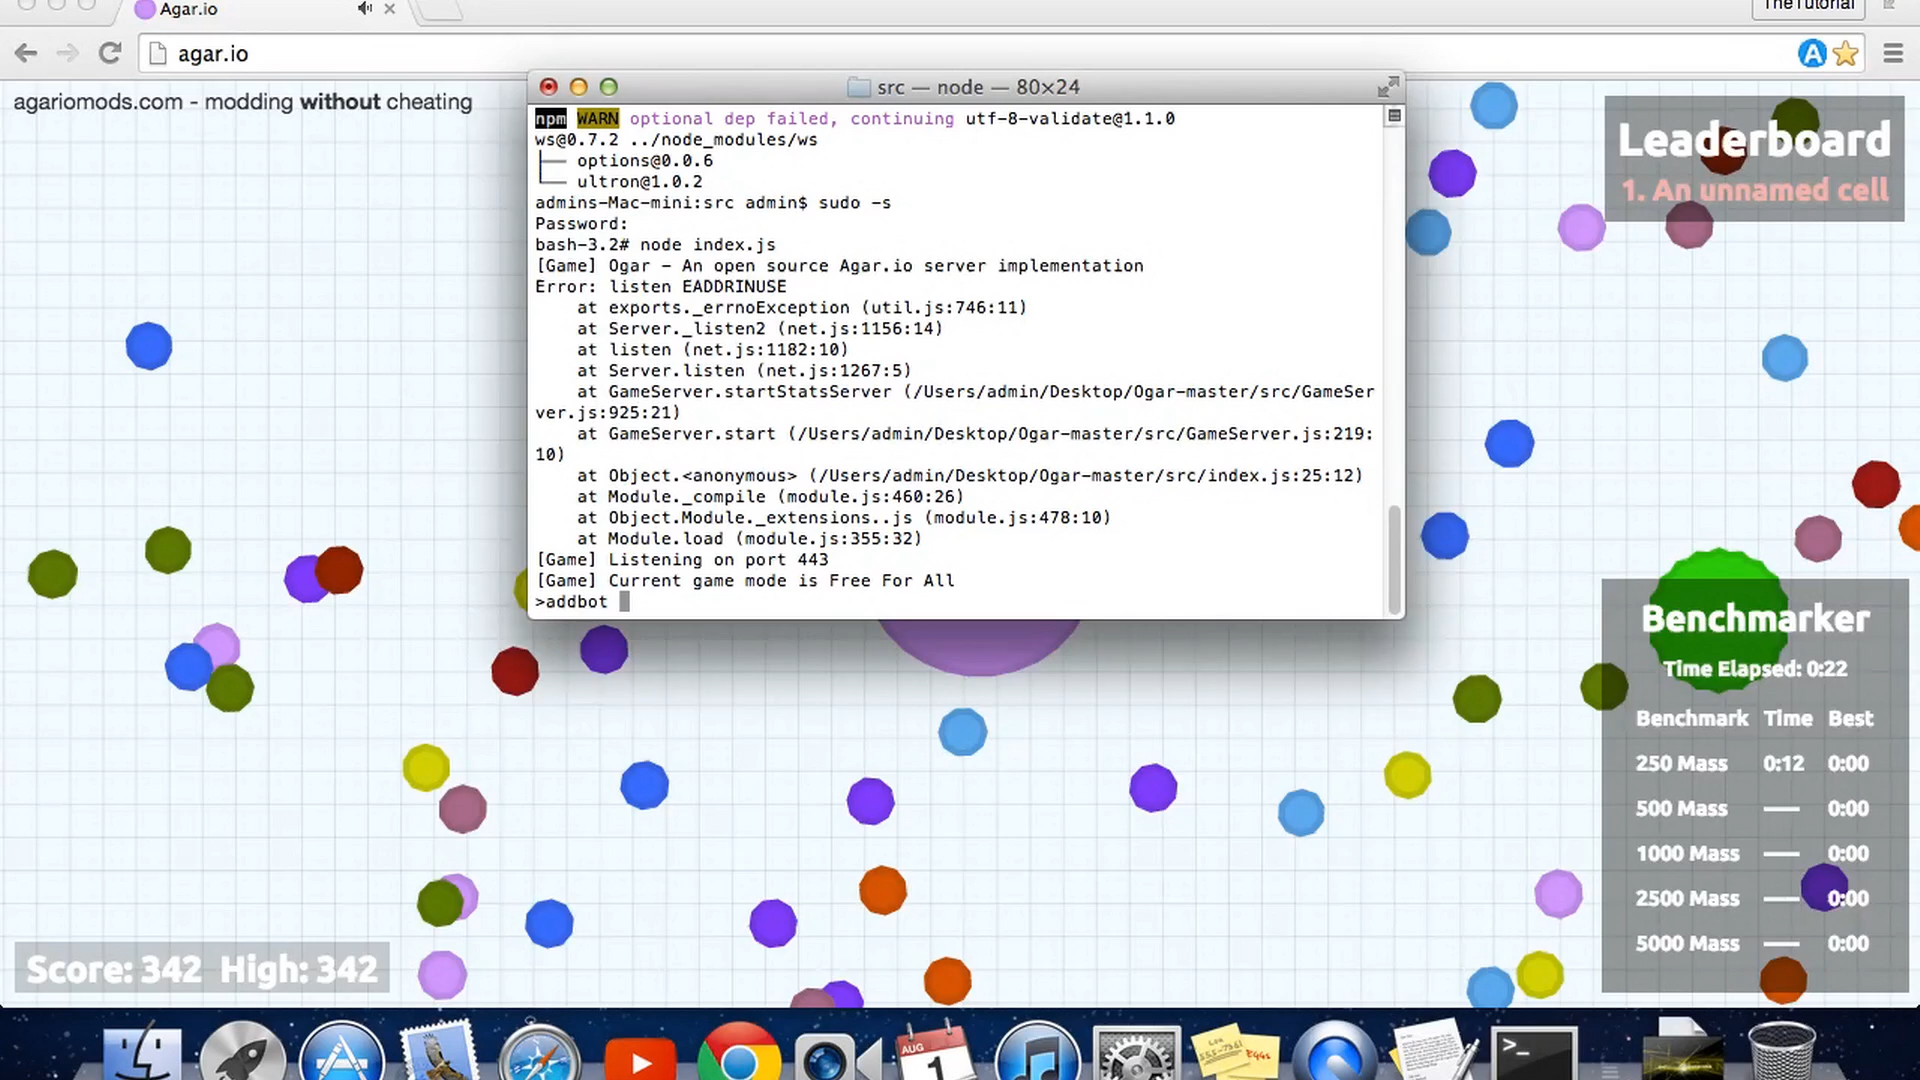 Agar.io
TheTutorial
agar.io
agariomods.com - modding without cheating
src — node — 80×24
npm WARN optional dep failed, continuing utf-8-validate@1.1.0
ws@0.7.2 ../node_modules/ws
├── options@0.0.6
└── ultron@1.0.2
admins-Mac-mini:src admin$ sudo -s
Password:
bash-3.2# node index.js
[Game] Ogar - An open source Agar.io server implementation
Error: listen EADDRINUSE
at exports._errnoException (util.js:746:11)
at Server._listen2 (net.js:1156:14)
at listen (net.js:1182:10)
at Server.listen (net.js:1267:5)
at GameServer.startStatsServer (/Users/admin/Desktop/Ogar-master/src/GameSer
ver.js:925:21)
at GameServer.start (/Users/admin/Desktop/Ogar-master/src/GameServer.js:219:
10)
at Object.<anonymous> (/Users/admin/Desktop/Ogar-master/src/index.js:25:12)
at Module._compile (module.js:460:26)
at Object.Module._extensions..js (module.js:478:10)
at Module.load (module.js:355:32)
[Game] Listening on port 443
[Game] Current game mode is Free For All
>addbot
Leaderboard
1. An unnamed cell
Benchmarker
Time Elapsed: 0:22
Benchmark Time Best
250 Mass 0:12 0:00
500 Mass — 0:00
1000 Mass — 0:00
2500 Mass — 0:00
5000 Mass — 0:00
Score: 342 High: 342
AUG
1
555-7361
EGGS
>_